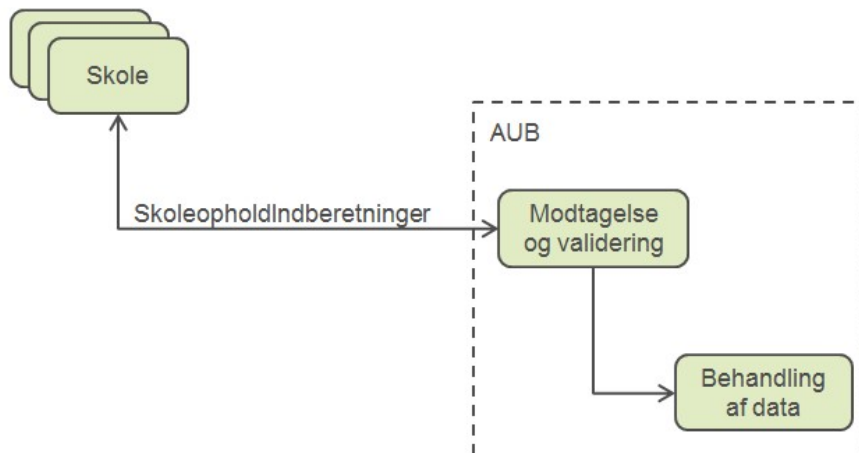 Skole
AUB
SkoleopholdIndberetninger
Modtagelse
og validering
Behandling
af data